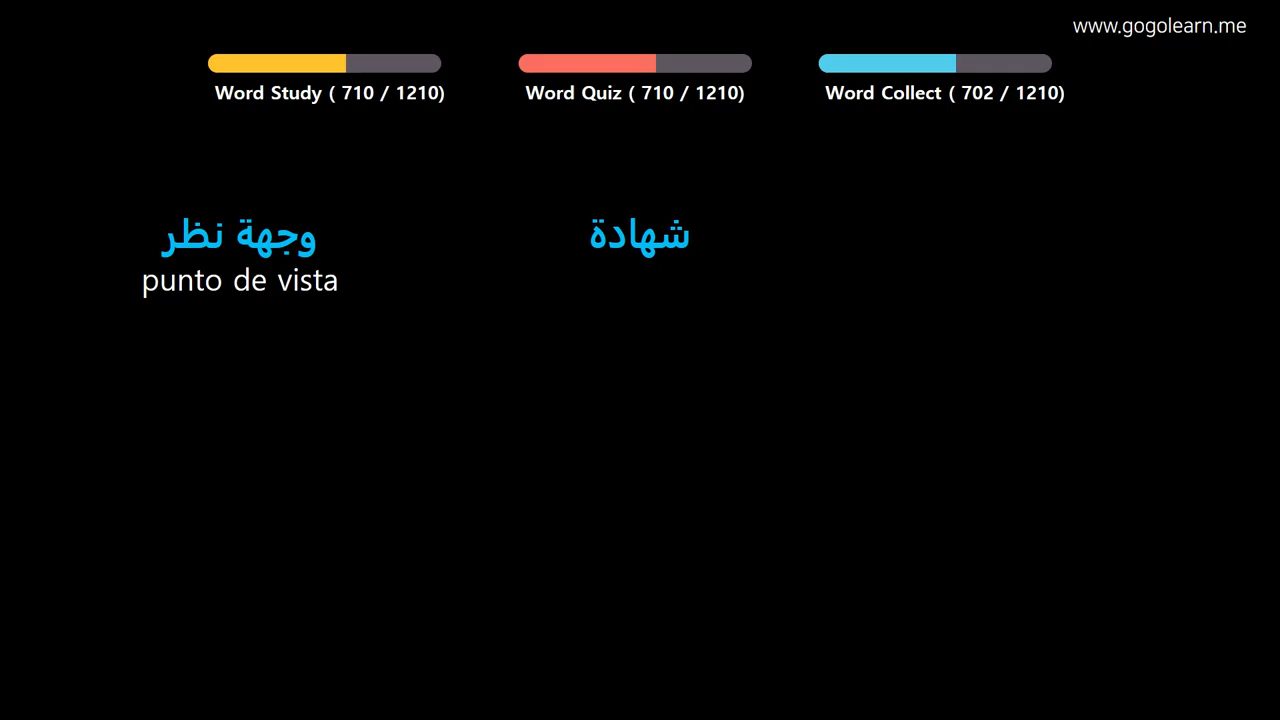 www.gogolearn.me
Word Study ( 710 / 1210)
Word Quiz ( 710 / 1210)
Word Collect ( 702 / 1210)
وجهة نظر
punto de vista
شهادة